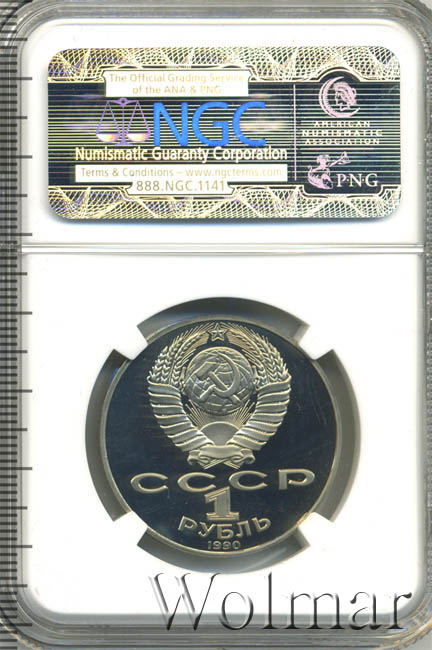 The Official Grading Service
of the ANA & PNG
NGC
Numismatic Guaranty Corporation
Terms & Conditions – www.ngcterms.com
888.NGC.1141
AMERICAN
NUMISMATIC
ASSOCIATION
PNG
СССР
1
РУБЛЬ
1990
Wolmar